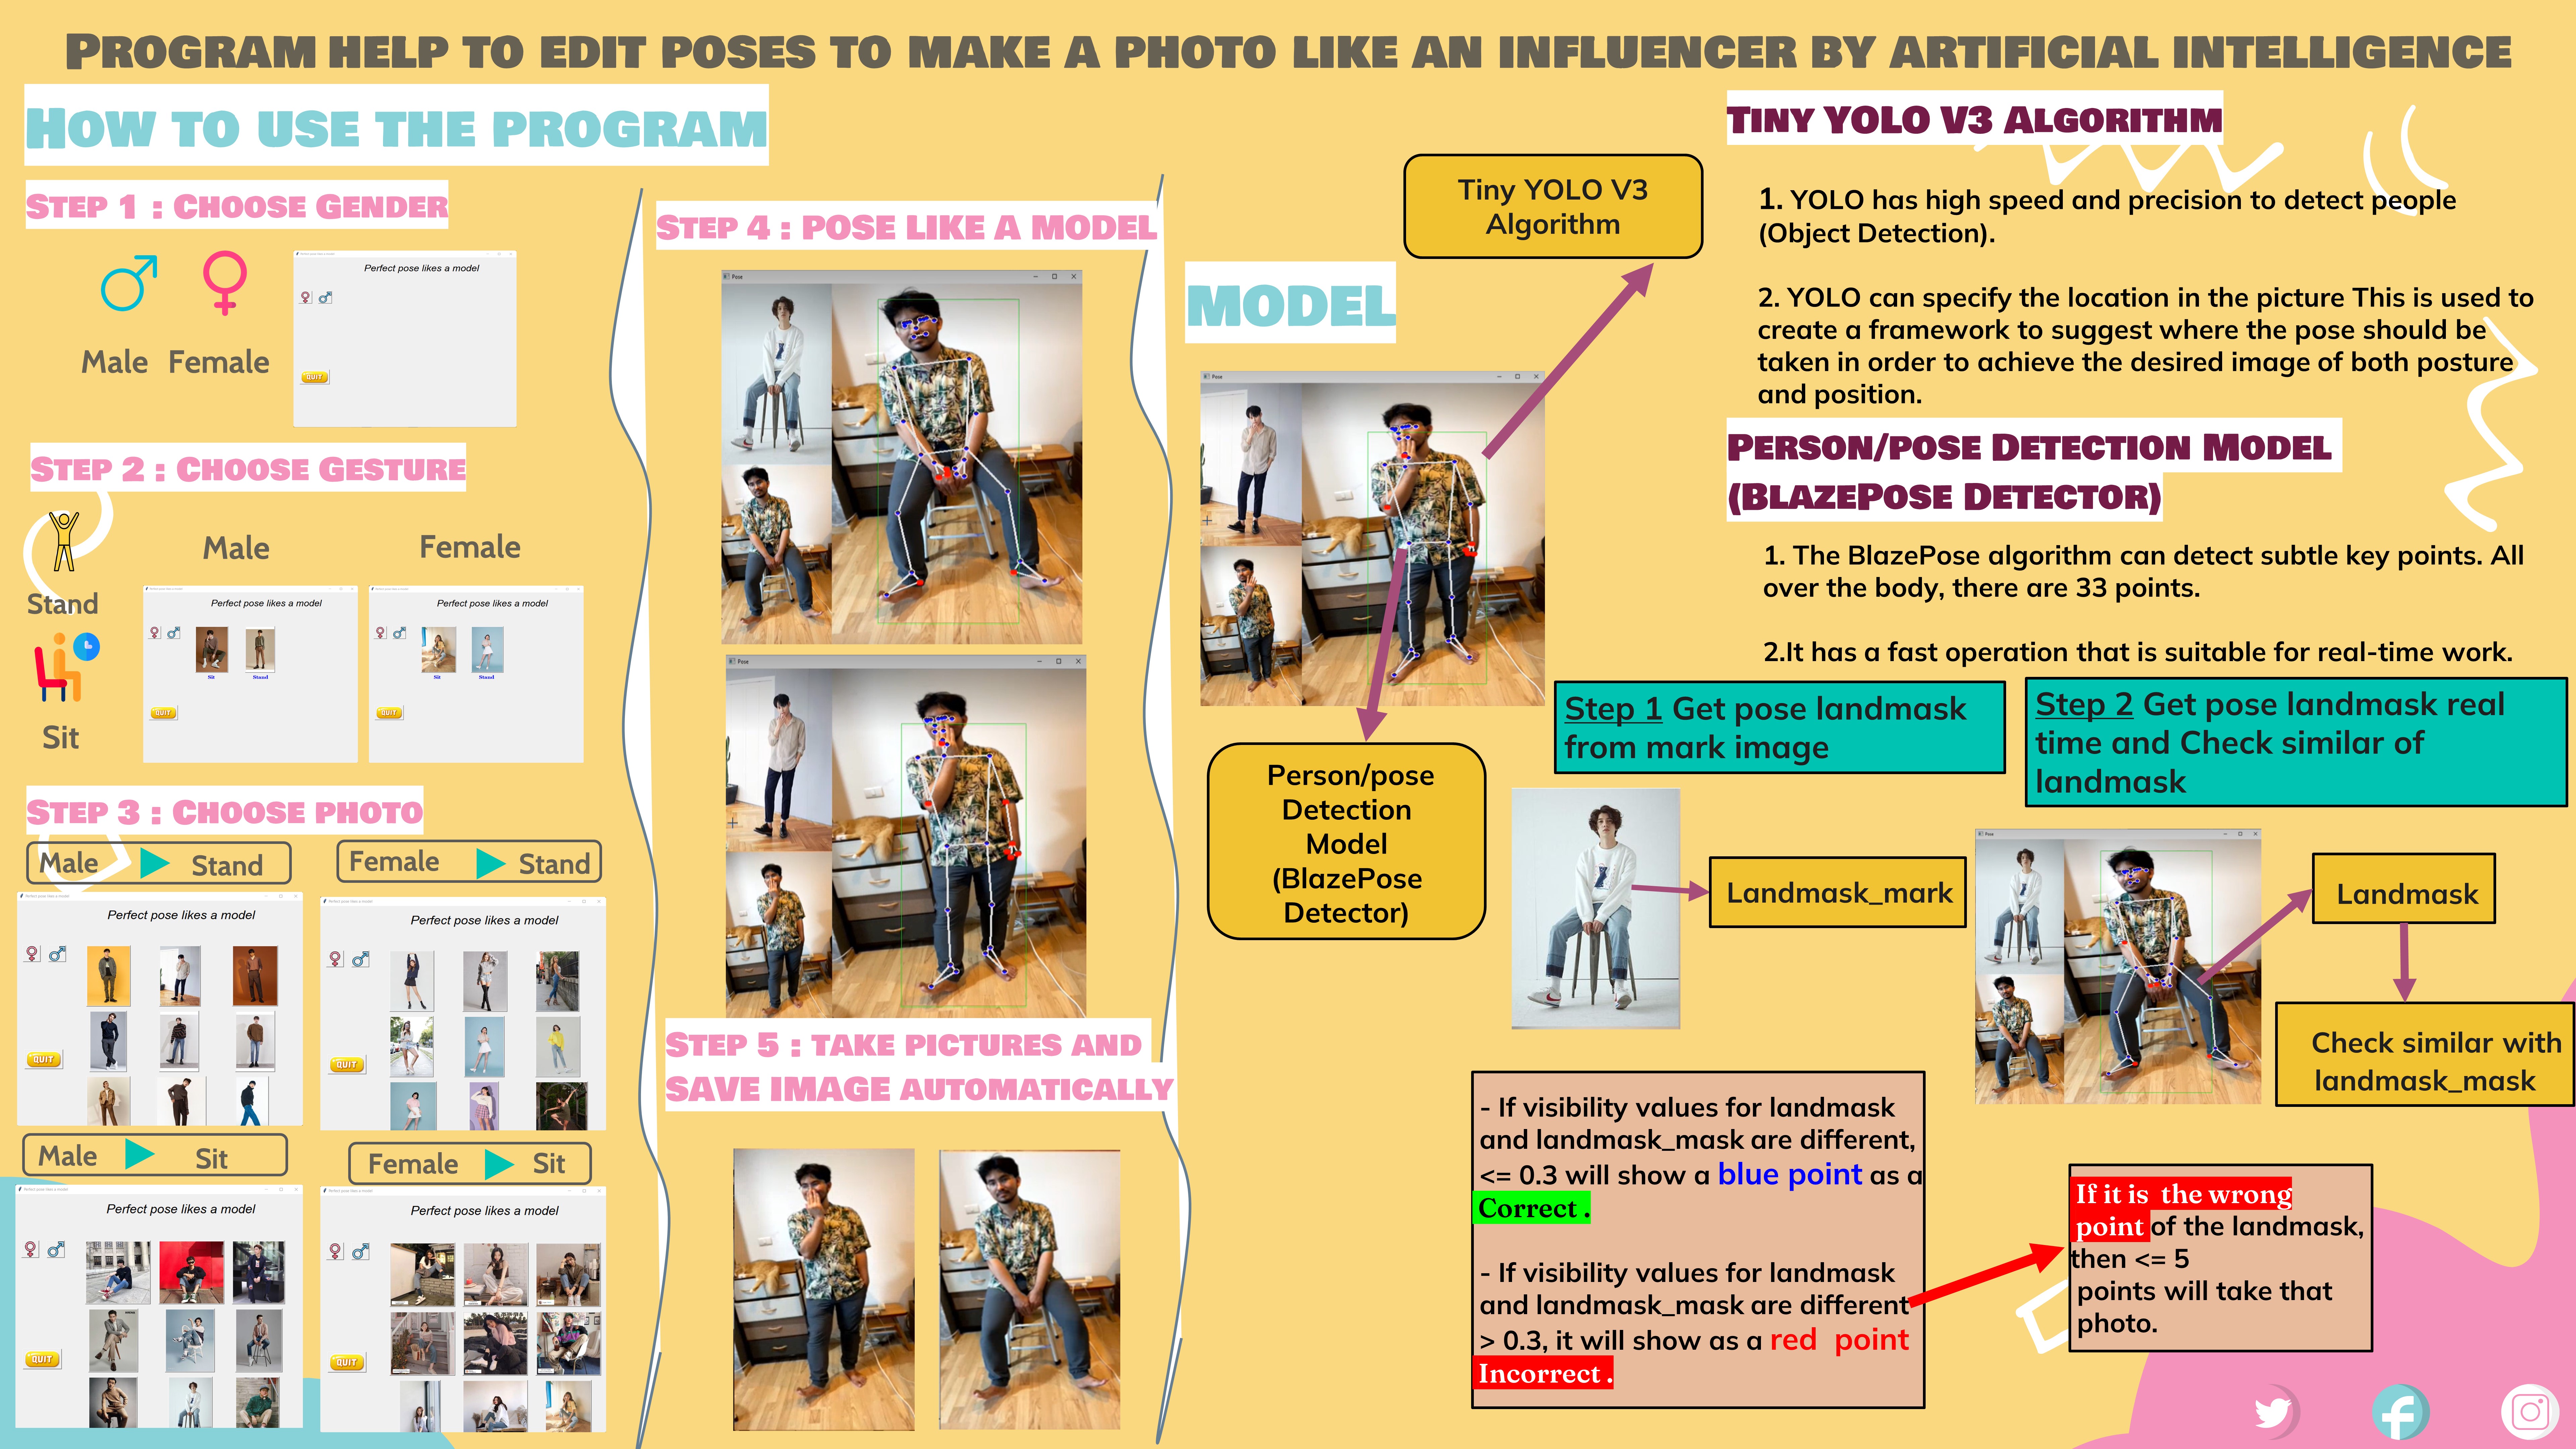 Program help to edit poses to make a photo like an influencer by artificial intelligence
How to use the program
Step 1 : Choose Gender
Male Female
Perfect pose likes a model
QUIT
Step 2 : Choose Gesture
Stand
Sit
Male Female
Perfect pose likes a model
Sit Stand
QUIT
Perfect pose likes a model
Sit Stand
QUIT
Step 3 : Choose photo
Male Stand
Perfect pose likes a model
QUIT
Female Stand
Perfect pose likes a model
QUIT
Male Sit
Perfect pose likes a model
QUIT
Female Sit
Perfect pose likes a model
QUIT
Step 4 : pose like a model
Pose
Pose
Step 5 : take pictures and
save image automatically
model
Pose
Tiny YOLO V3
Algorithm
Person/pose
Detection
Model
(BlazePose
Detector)
Tiny YOLO V3 Algorithm
1. YOLO has high speed and precision to detect people
(Object Detection).
2. YOLO can specify the location in the picture This is used to
create a framework to suggest where the pose should be
taken in order to achieve the desired image of both posture
and position.
Person/pose Detection Model
(BlazePose Detector)
1. The BlazePose algorithm can detect subtle key points. All
over the body, there are 33 points.
2.It has a fast operation that is suitable for real-time work.
Step 1 Get pose landmask
from mark image
Landmask_mark
Step 2 Get pose landmask real
time and Check similar of
landmask
Pose
Landmask
Check similar with
landmask_mask
- If visibility values for landmask
and landmask_mask are different,
<= 0.3 will show a blue point as a
Correct .
- If visibility values for landmask
and landmask_mask are different
> 0.3, it will show as a red point
Incorrect .
If it is the wrong
point of the landmask,
then <= 5
points will take that
photo.